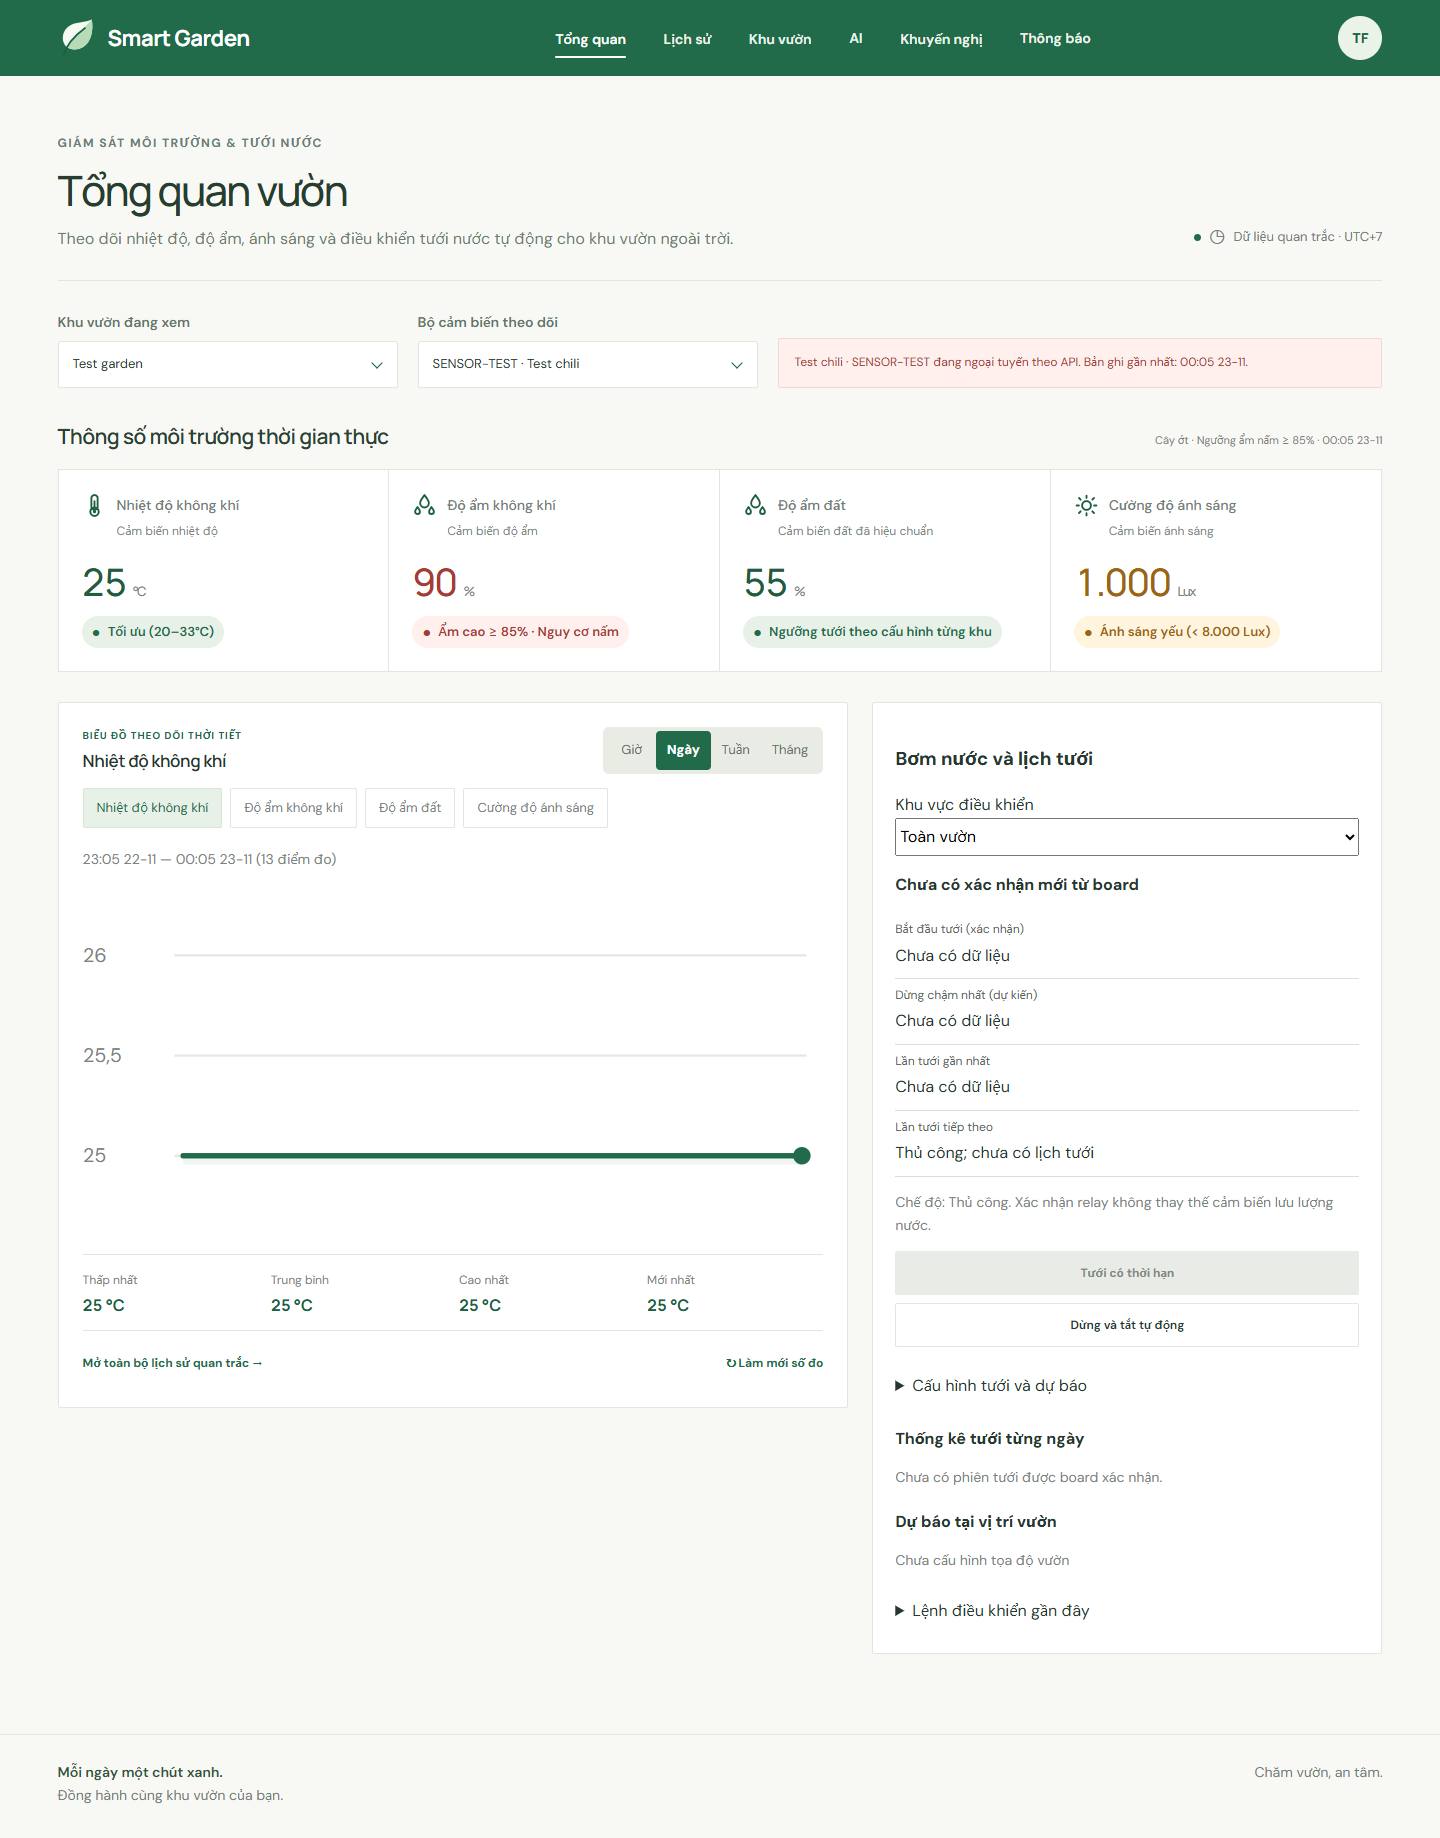 Smart Garden
Tổng quan
Lịch sử
Khu vườn
AI
Khuyến nghị
Thông báo
TF
GIÁM SÁT MÔI TRƯỜNG & TƯỚI NƯỚC
Tổng quan vườn
Theo dõi nhiệt độ, độ ẩm, ánh sáng và điều khiển tưới nước tự động cho khu vườn ngoài trời.
Dữ liệu quan trắc · UTC+7
Khu vườn đang xem
Test garden
Bộ cảm biến theo dõi
SENSOR-TEST · Test chili
Test chili · SENSOR-TEST đang ngoại tuyến theo API. Bản ghi gần nhất: 00:05 23-11.
Thông số môi trường thời gian thực
Cây ớt · Ngưỡng ẩm nấm ≥ 85% · 00:05 23-11
Nhiệt độ không khí
Cảm biến nhiệt độ
25 °C
Tối ưu (20–33°C)
Độ ẩm không khí
Cảm biến độ ẩm
90 %
Ẩm cao ≥ 85% · Nguy cơ nấm
Độ ẩm đất
Cảm biến đất đã hiệu chuẩn
55 %
Ngưỡng tưới theo cấu hình từng khu
Cường độ ánh sáng
Cảm biến ánh sáng
1.000 Lux
Ánh sáng yếu (< 8.000 Lux)
BIỂU ĐỒ THEO DÕI THỜI TIẾT
Nhiệt độ không khí
Giờ
Ngày
Tuần
Tháng
Nhiệt độ không khí
Độ ẩm không khí
Độ ẩm đất
Cường độ ánh sáng
23:05 22-11 — 00:05 23-11 (13 điểm đo)
26
25,5
25
Thấp nhất
25 °C
Trung bình
25 °C
Cao nhất
25 °C
Mới nhất
25 °C
Mở toàn bộ lịch sử quan trắc →
↻ Làm mới số đo
Bơm nước và lịch tưới
Khu vực điều khiển
Toàn vườn
Chưa có xác nhận mới từ board
Bắt đầu tưới (xác nhận)
Chưa có dữ liệu
Dừng chậm nhất (dự kiến)
Chưa có dữ liệu
Lần tưới gần nhất
Chưa có dữ liệu
Lần tưới tiếp theo
Thủ công; chưa có lịch tưới
Chế độ: Thủ công. Xác nhận relay không thay thế cảm biến lưu lượng
nước.
Tưới có thời hạn
Dừng và tắt tự động
▶ Cấu hình tưới và dự báo
Thống kê tưới từng ngày
Chưa có phiên tưới được board xác nhận.
Dự báo tại vị trí vườn
Chưa cấu hình tọa độ vườn
▶ Lệnh điều khiển gần đây
Mỗi ngày một chút xanh.
Đồng hành cùng khu vườn của bạn.
Chăm vườn, an tâm.